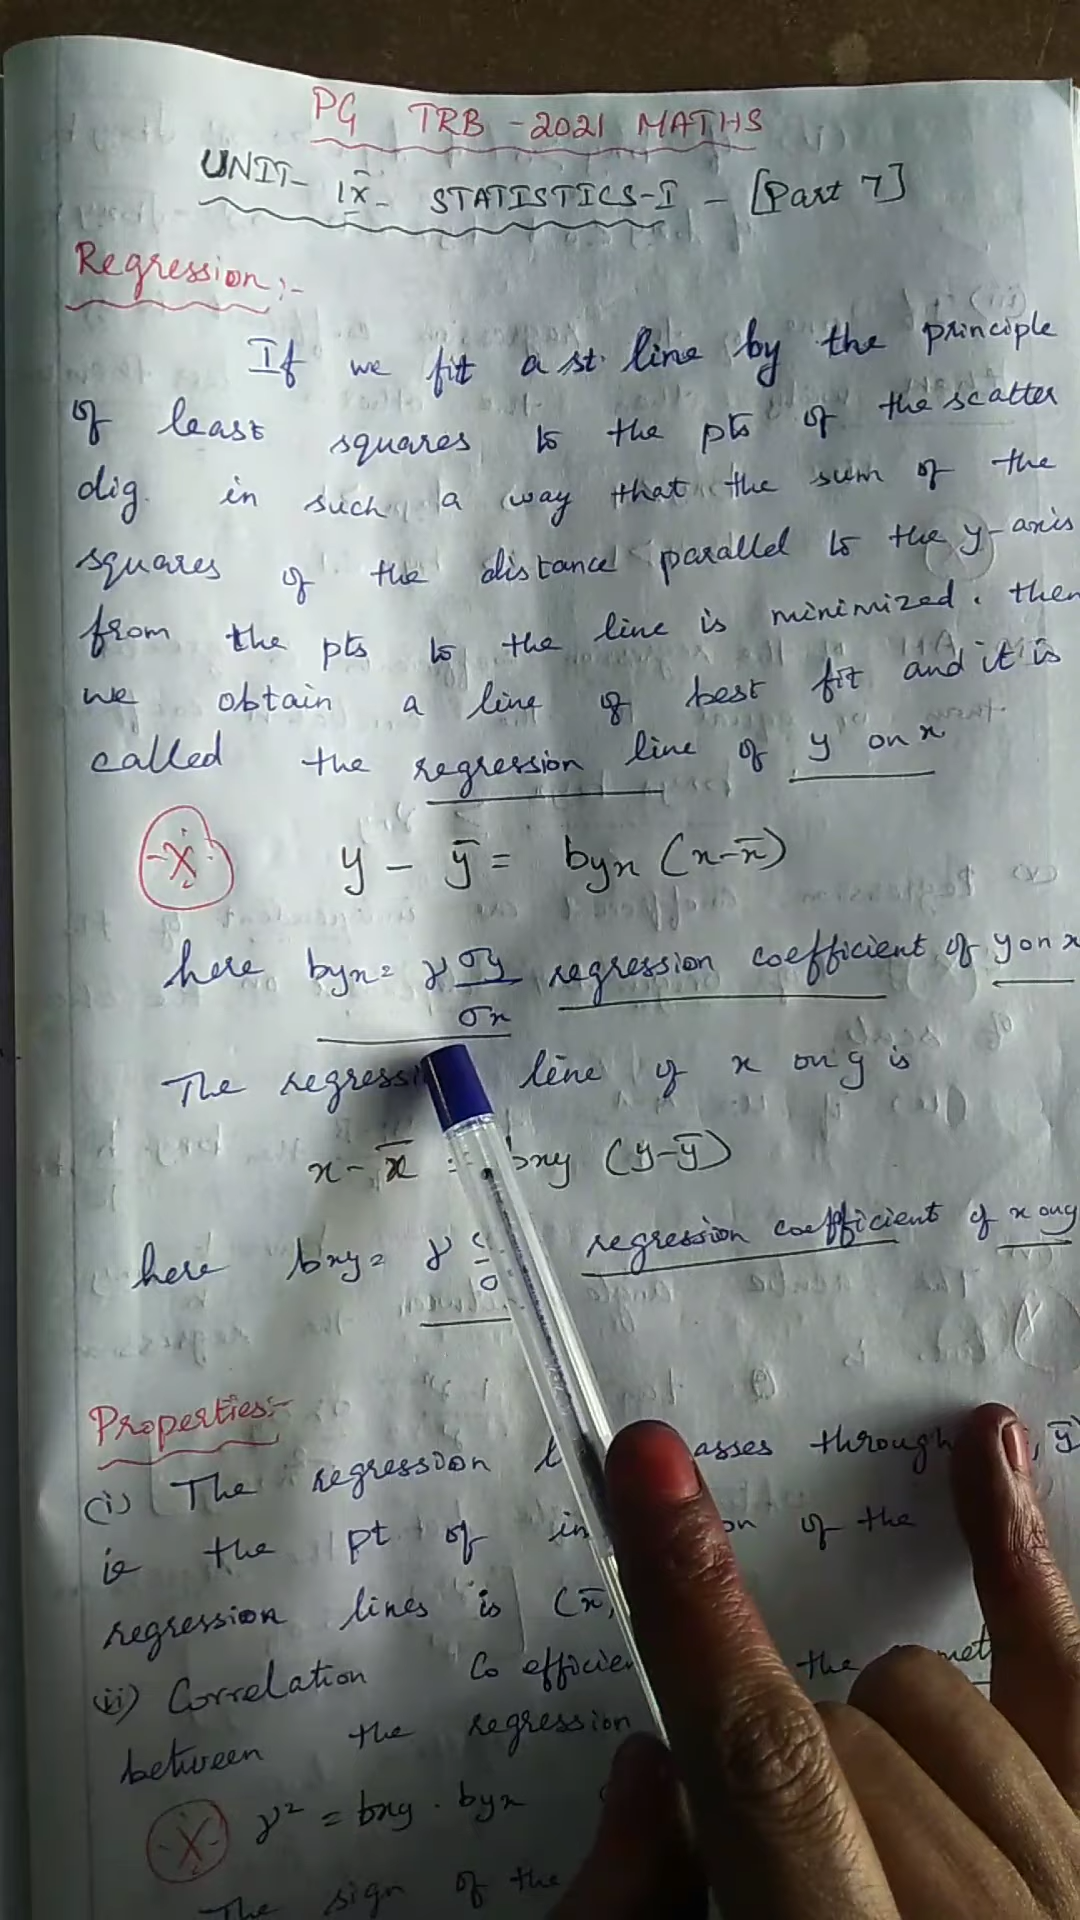 PG TRB - 2021 MATHS
UNIT - IX - STATISTICS-I - [Part 7]
Regression:-
If we fit a st. line by the principle
of least squares to the pts of the scatter
dig. in such a way that the sum of the
squares of the distance parallel to the y-axis
from the pts to the line is minimized. then
we obtain a line of best fit and it is
called the regression line of y on x
-X- y - ȳ = byx (x-x̄)
here byx = γ σy/σx regression coefficient of y on x
The regressi line of x on y is
x - x̄ = bxy (y-ȳ)
here bxy = γ regression coefficient of x on y
Properties:-
(i) The regression asses through , ȳ
ie the pt of in on of the
regression lines is (x̄,
(ii) Correlation Co efficien the met
between the regression
-X- γ² = bxy . byx
The sign of the